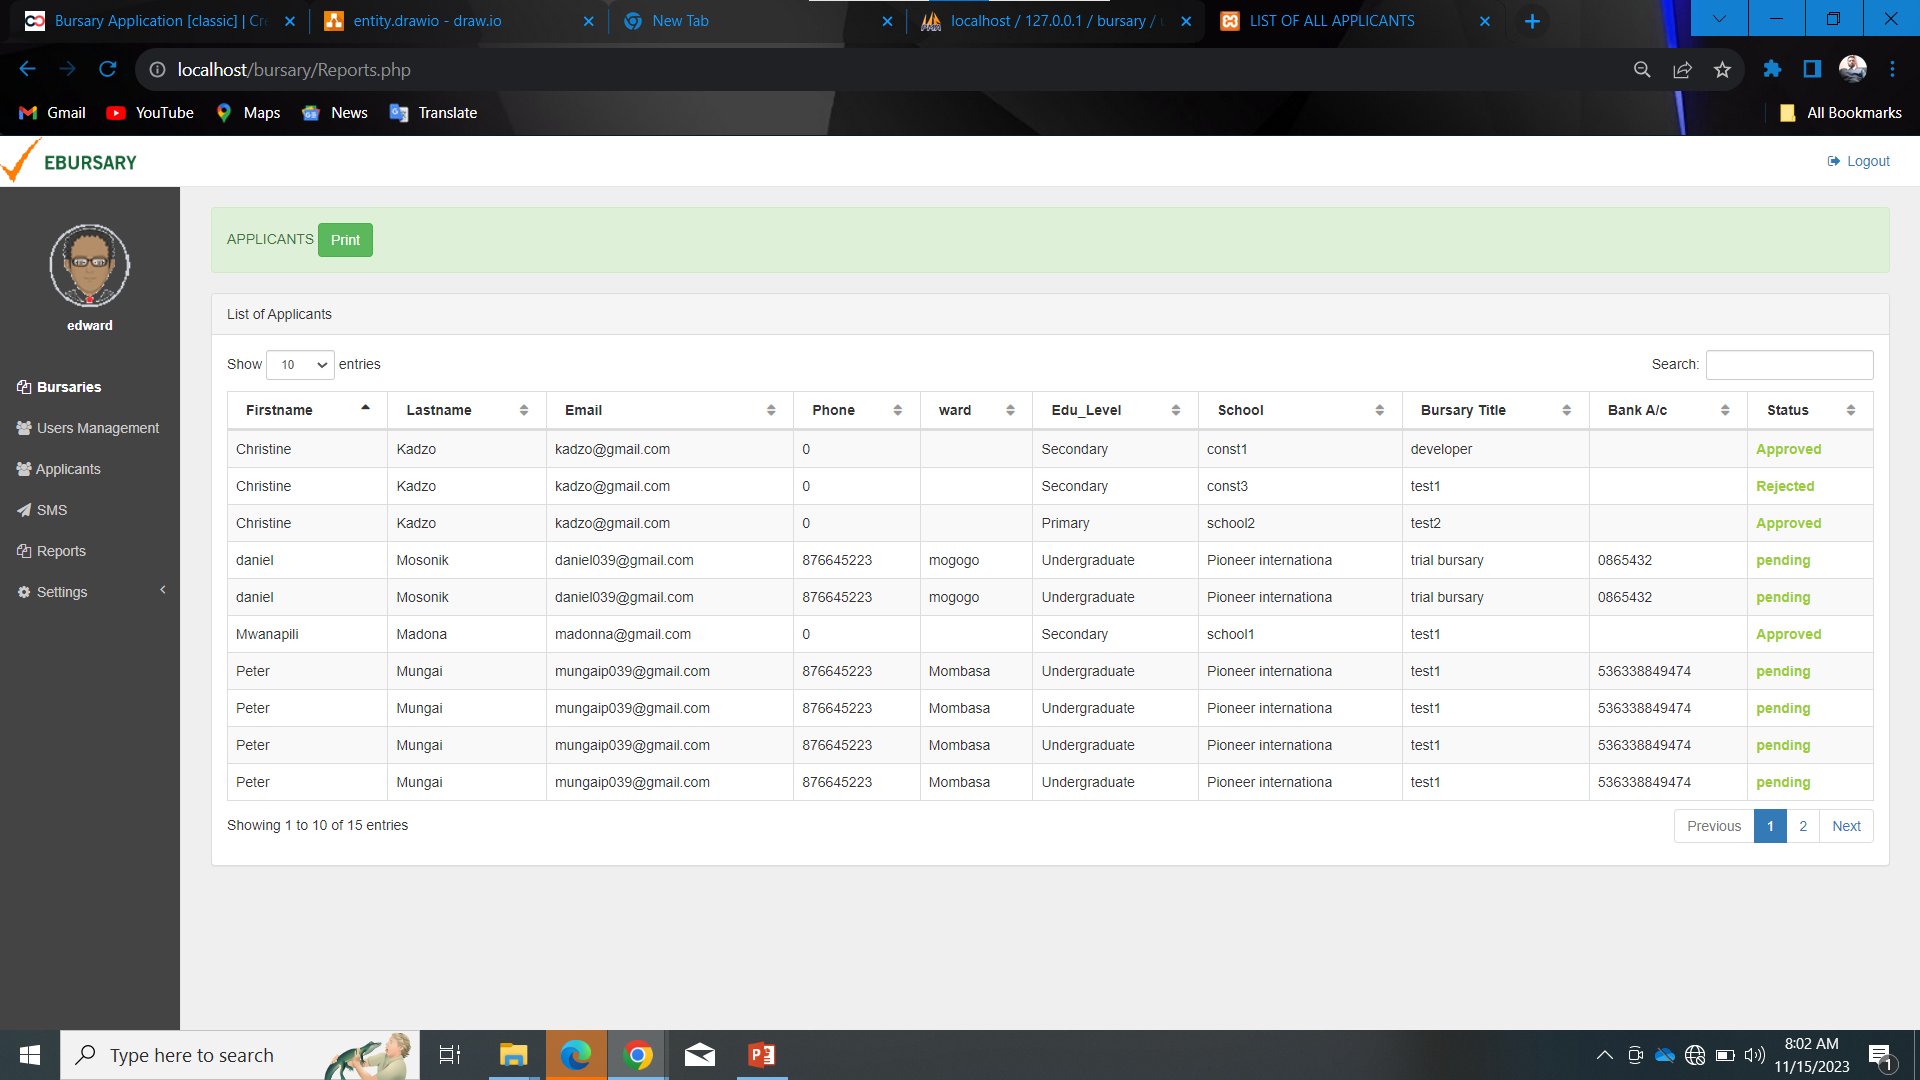 Bursary Application [classic] | Cre
entity.drawio - draw.io
New Tab
localhost / 127.0.0.1 / bursary /
LIST OF ALL APPLICANTS
localhost/bursary/Reports.php
Gmail YouTube Maps News Translate All Bookmarks
EBURSARY
Logout
edward
Bursaries
Users Management
Applicants
SMS
Reports
Settings
APPLICANTS Print
List of Applicants
Show 10 entries Search:
Firstname Lastname Email Phone ward Edu_Level School Bursary Title Bank A/c Status
Christine Kadzo kadzo@gmail.com 0 Secondary const1 developer Approved
Christine Kadzo kadzo@gmail.com 0 Secondary const3 test1 Rejected
Christine Kadzo kadzo@gmail.com 0 Primary school2 test2 Approved
daniel Mosonik daniel039@gmail.com 876645223 mogogo Undergraduate Pioneer internationa trial bursary 0865432 pending
daniel Mosonik daniel039@gmail.com 876645223 mogogo Undergraduate Pioneer internationa trial bursary 0865432 pending
Mwanapili Madona madonna@gmail.com 0 Secondary school1 test1 Approved
Peter Mungai mungaip039@gmail.com 876645223 Mombasa Undergraduate Pioneer internationa test1 536338849474 pending
Peter Mungai mungaip039@gmail.com 876645223 Mombasa Undergraduate Pioneer internationa test1 536338849474 pending
Peter Mungai mungaip039@gmail.com 876645223 Mombasa Undergraduate Pioneer internationa test1 536338849474 pending
Peter Mungai mungaip039@gmail.com 876645223 Mombasa Undergraduate Pioneer internationa test1 536338849474 pending
Showing 1 to 10 of 15 entries
Previous 1 2 Next
Type here to search
8:02 AM
11/15/2023
1